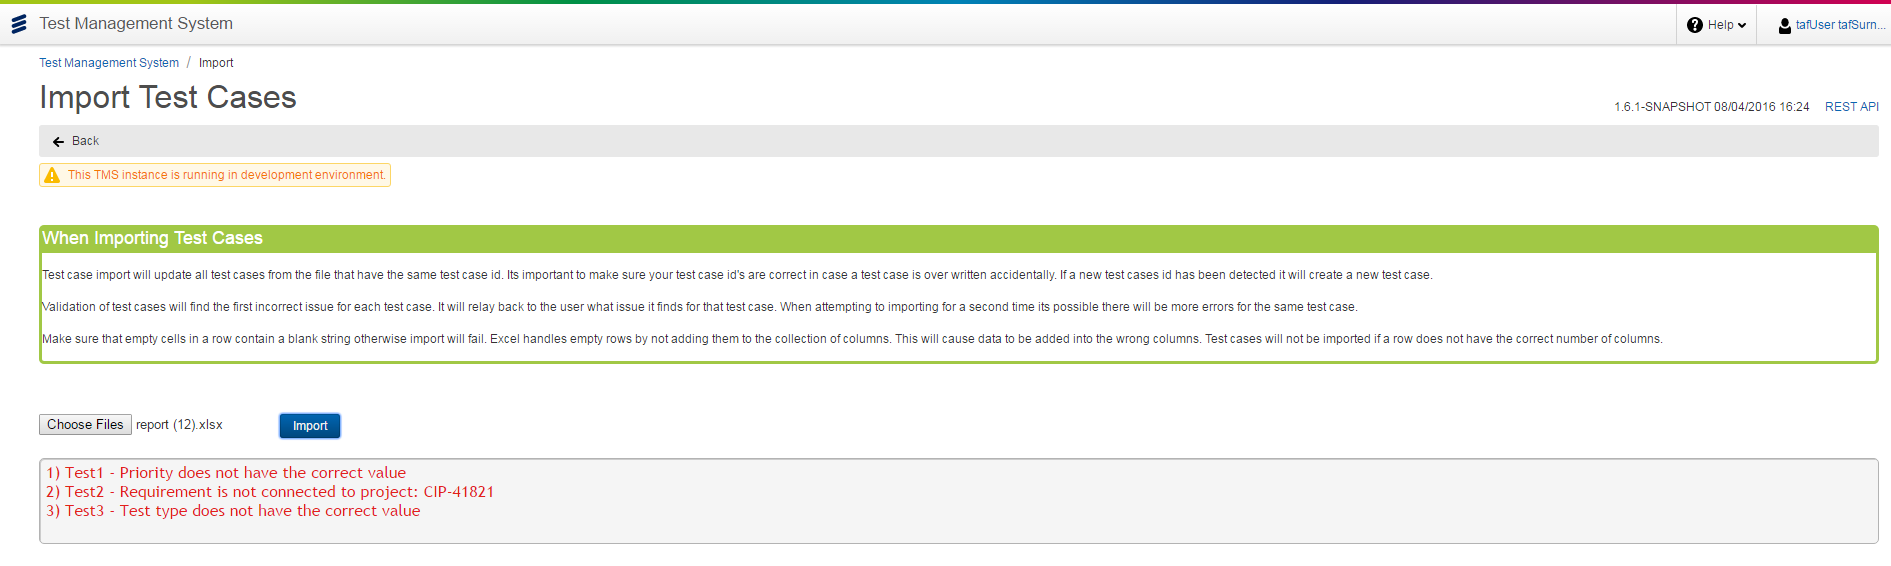 Test Management System
Help
tafUser tafSurn...
Test Management System / Import
Import Test Cases
1.6.1-SNAPSHOT 08/04/2016 16:24 REST API
Back
This TMS instance is running in development environment.
When Importing Test Cases
Test case import will update all test cases from the file that have the same test case id. Its important to make sure your test case id's are correct in case a test case is over written accidentally. If a new test cases id has been detected it will create a new test case.
Validation of test cases will find the first incorrect issue for each test case. It will relay back to the user what issue it finds for that test case. When attempting to importing for a second time its possible there will be more errors for the same test case.
Make sure that empty cells in a row contain a blank string otherwise import will fail. Excel handles empty rows by not adding them to the collection of columns. This will cause data to be added into the wrong columns. Test cases will not be imported if a row does not have the correct number of columns.
Choose Files report (12).xlsx Import
1) Test1 - Priority does not have the correct value
2) Test2 - Requirement is not connected to project: CIP-41821
3) Test3 - Test type does not have the correct value